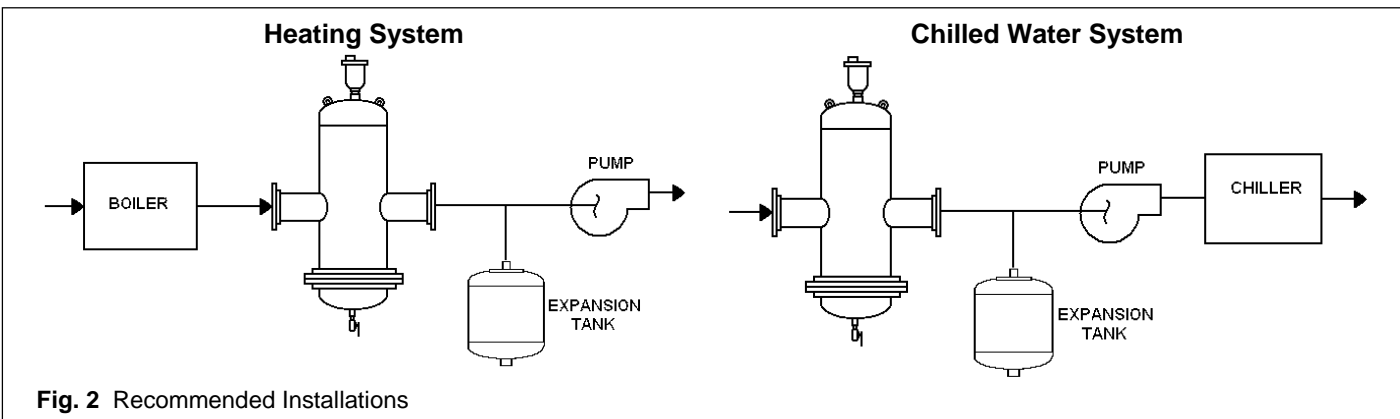 Heating System
BOILER
PUMP
EXPANSION
TANK
Chilled Water System
PUMP
CHILLER
EXPANSION
TANK
Fig. 2 Recommended Installations